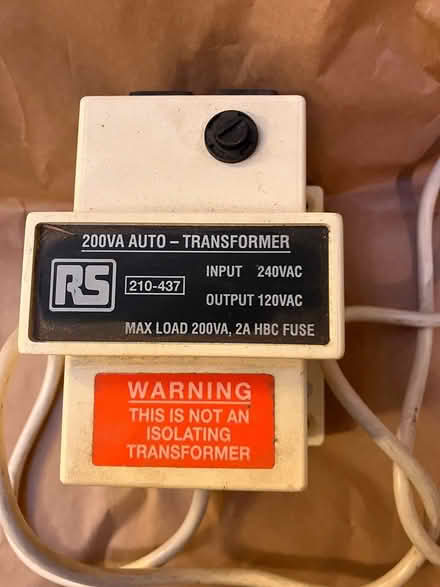 200VA AUTO – TRANSFORMER
RS
210-437
INPUT 240VAC
OUTPUT 120VAC
MAX LOAD 200VA, 2A HBC FUSE
WARNING
THIS IS NOT AN
ISOLATING
TRANSFORMER